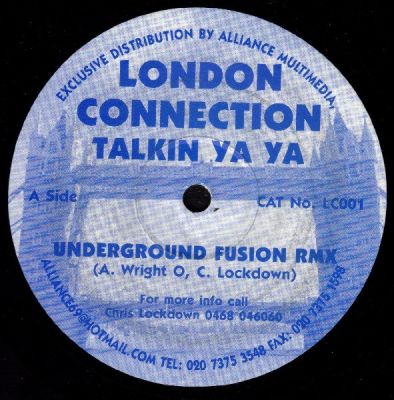 EXCLUSIVE DISTRIBUTION BY ALLIANCE MULTIMEDIA,
LONDON
CONNECTION
TALKIN YA YA
A Side
CAT No. LC001
UNDERGROUND FUSION RMX
(A. Wright O, C. Lockdown)
For more info call
Chris Lockdown 0468 046060
ALLIANCE69@HOTMAIL.COM TEL: 020 7375 3548 FAX. 020 7375 3598